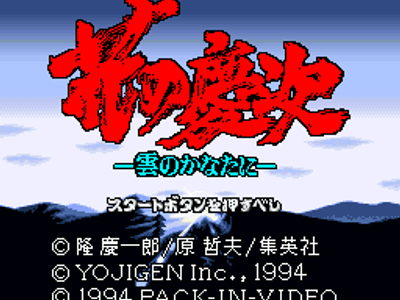 花の慶次
ー雲のかなたにー
スタートボタンを押すべし
©隆 慶一郎/原 哲夫/集英社
©YOJIGEN Inc., 1994
©1994 PACK-IN-VIDEO